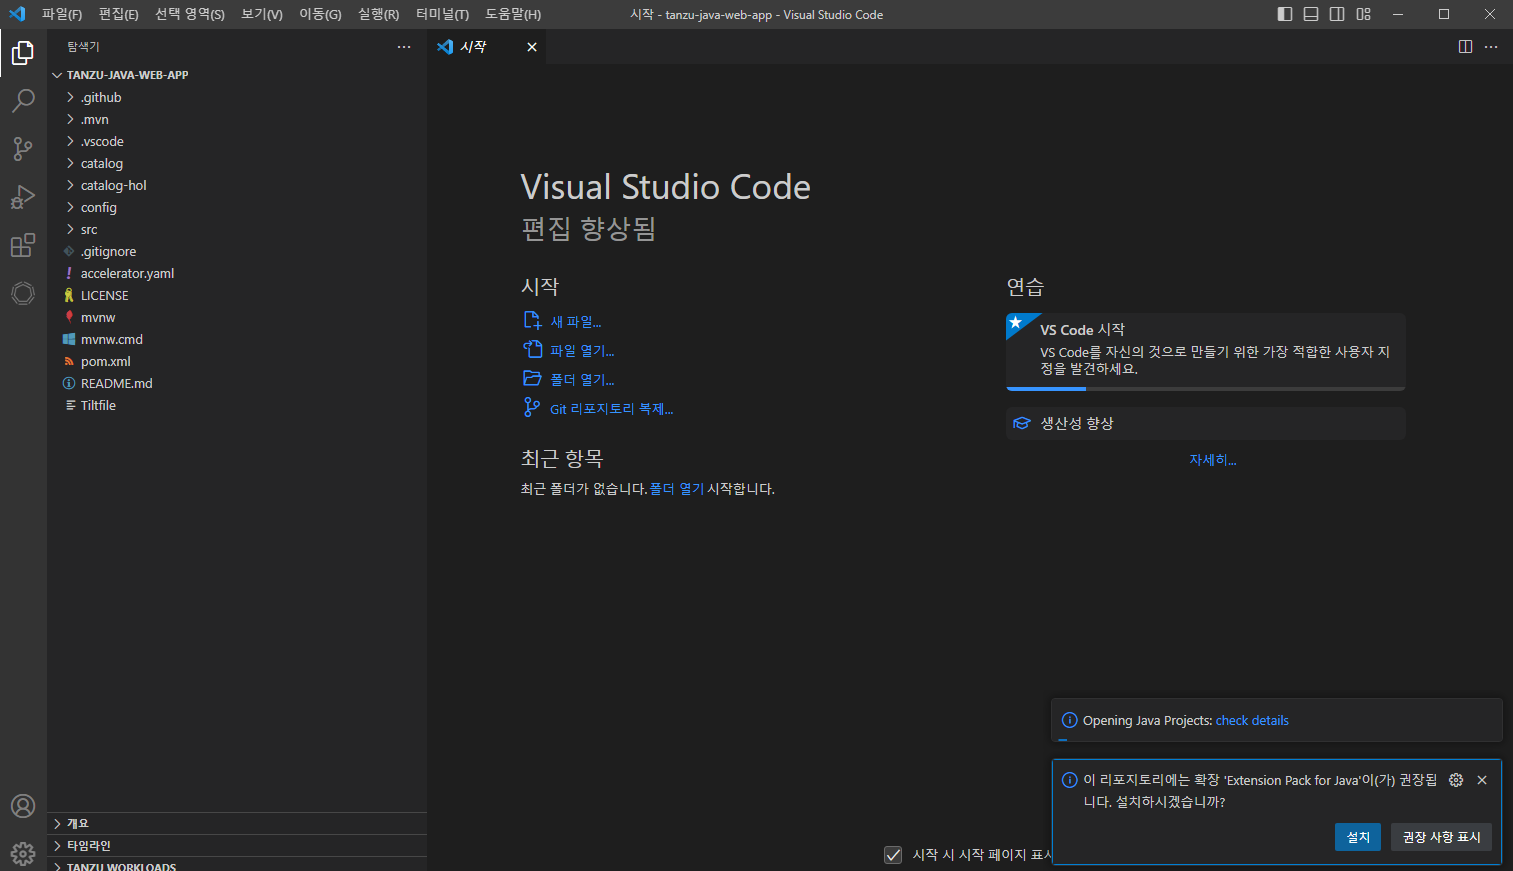 파일(F) 편집(E) 선택 영역(S) 보기(V) 이동(G) 실행(R) 터미널(T) 도움말(H) 시작 - tanzu-java-web-app - Visual Studio Code
탐색기
시작
TANZU-JAVA-WEB-APP
.github
.mvn
.vscode
catalog
catalog-hol
config
src
.gitignore
accelerator.yaml
LICENSE
mvnw
mvnw.cmd
pom.xml
README.md
Tiltfile
개요
타임라인
TANZU WORKLOADS
Visual Studio Code
편집 향상됨
시작
새 파일...
파일 열기...
폴더 열기...
Git 리포지토리 복제...
최근 항목
최근 폴더가 없습니다. 폴더 열기 시작합니다.
연습
VS Code 시작
VS Code를 자신의 것으로 만들기 위한 가장 적합한 사용자 지
정을 발견하세요.
생산성 향상
자세히...
시작 시 시작 페이지 표시
Opening Java Projects: check details
이 리포지토리에는 확장 'Extension Pack for Java'이(가) 권장됩
니다. 설치하시겠습니까?
설치 권장 사항 표시